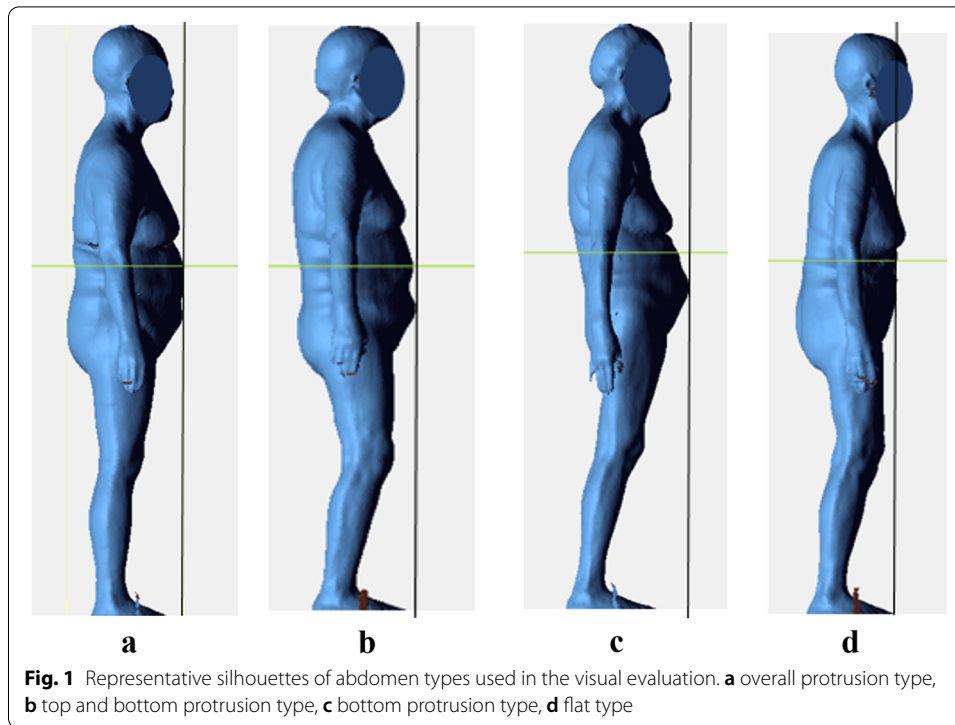 a b c d
Fig. 1 Representative silhouettes of abdomen types used in the visual evaluation. a overall protrusion type,
b top and bottom protrusion type, c bottom protrusion type, d flat type